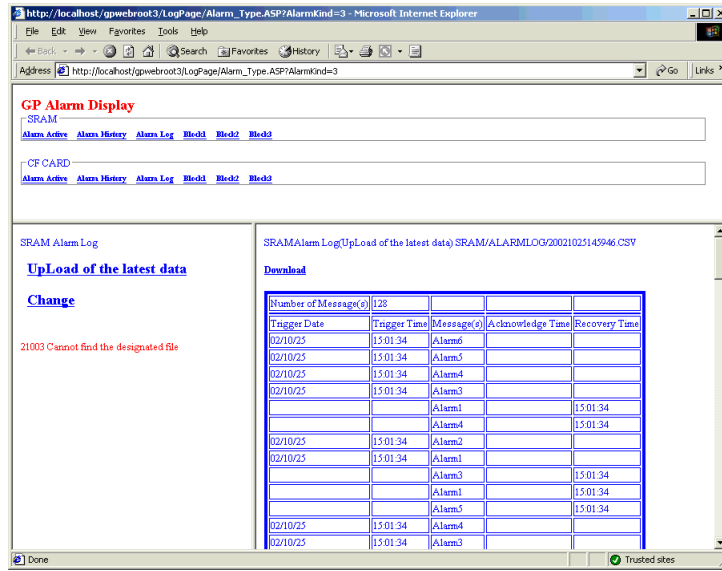 http://localhost/gpwebroot3/LogPage/Alarm_Type.ASP?AlarmKind=3 - Microsoft Internet Explorer
File Edit View Favorites Tools Help
Back Search Favorites History
Address http://localhost/gpwebroot3/LogPage/Alarm_Type.ASP?AlarmKind=3 Go Links
GP Alarm Display
SRAM
Alarm Active Alarm History Alarm Log Block1 Block2 Block3
CF CARD
Alarm Active Alarm History Alarm Log Block1 Block2 Block3
SRAM Alarm Log
UpLoad of the latest data
Change
21003 Cannot find the designated file
SRAMAlarm Log(UpLoad of the latest data) SRAM/ALARMLOG/20021025145946.CSV
Download
Number of Message(s) 128
Trigger Date Trigger Time Message(s) Acknowledge Time Recovery Time
02/10/25 15:01:34 Alarm6
02/10/25 15:01:34 Alarm5
02/10/25 15:01:34 Alarm4
02/10/25 15:01:34 Alarm3
Alarm1 15:01:34
Alarm4 15:01:34
02/10/25 15:01:34 Alarm2
02/10/25 15:01:34 Alarm1
Alarm3 15:01:34
Alarm1 15:01:34
Alarm5 15:01:34
02/10/25 15:01:34 Alarm4
02/10/25 15:01:34 Alarm3
Done Trusted sites